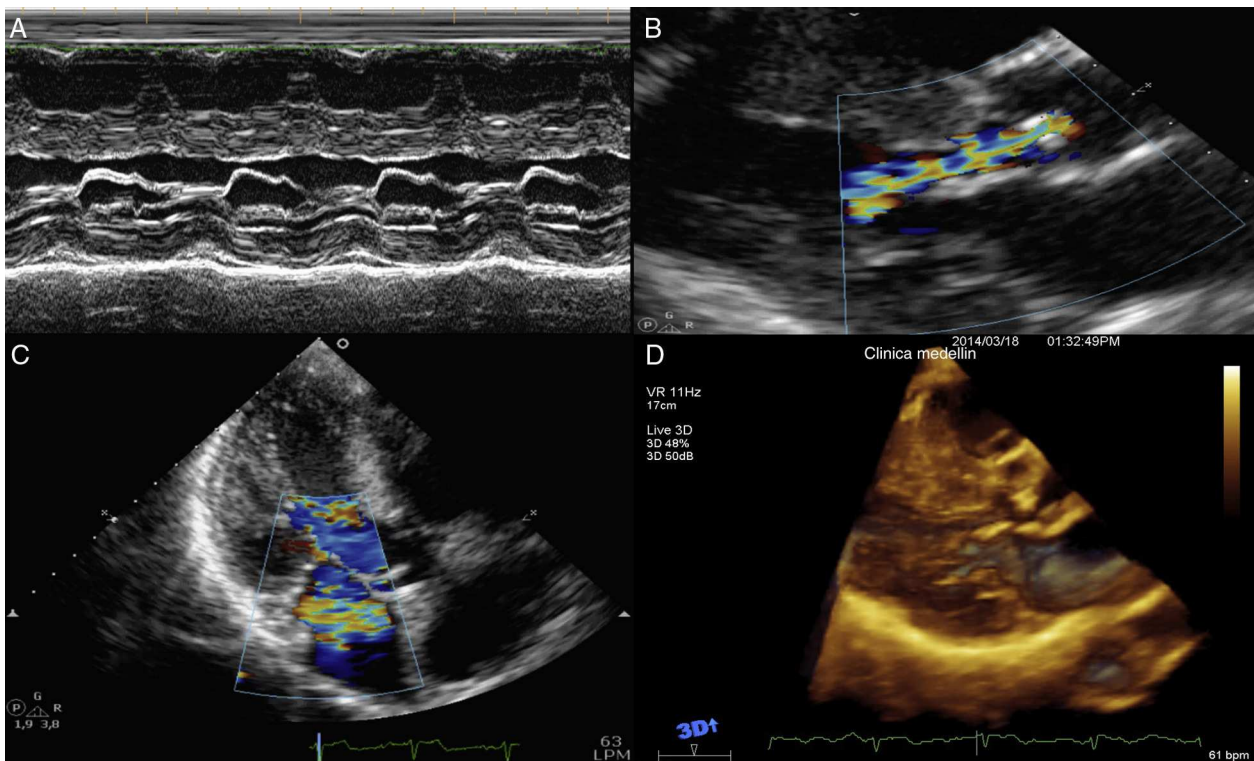 A
B
P G R
C
P G R
1,9 3,8
63
LPM
D
2014/03/18 01:32:49PM
Clinica medellin
VR 11Hz
17cm
Live 3D
3D 48%
3D 50dB
3D
61 bpm